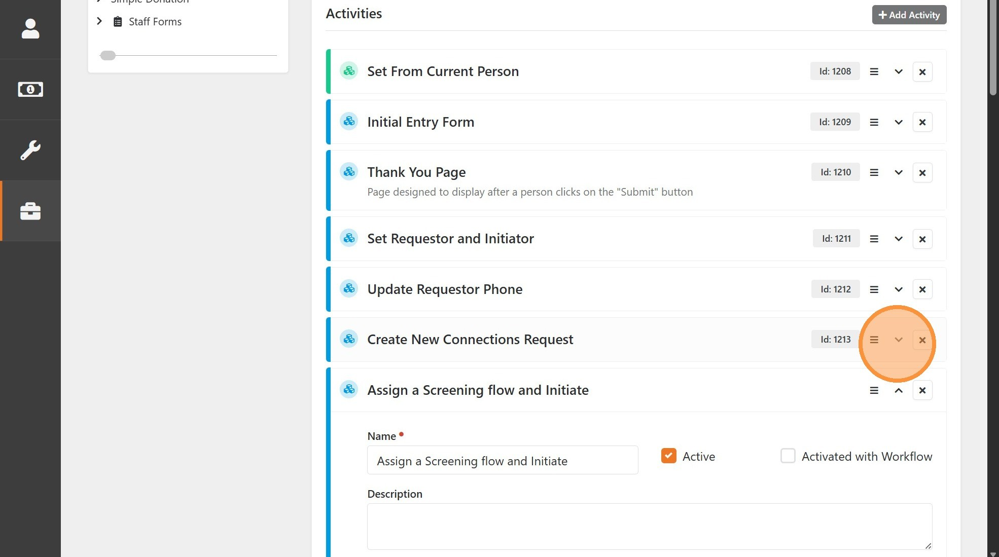 Simple Donation
Staff Forms
Activities
Add Activity
Set From Current Person
Id: 1208
Initial Entry Form
Id: 1209
Thank You Page
Id: 1210
Page designed to display after a person clicks on the "Submit" button
Set Requestor and Initiator
Id: 1211
Update Requestor Phone
Id: 1212
Create New Connections Request
Id: 1213
Assign a Screening flow and Initiate
Name
Assign a Screening flow and Initiate
Active
Activated with Workflow
Description